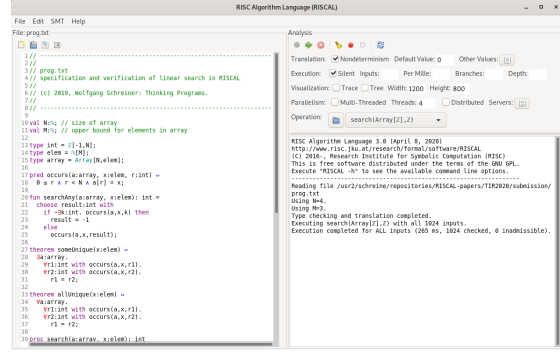 RISC Algorithm Language (RISCAL)
File Edit SMT Help
File: prog.txt
1 // ----------------------------------------------------------------
2 //
3 // prog.txt
4 // specification and verification of linear search in RISCAL
5 //
6 // (c) 2019, Wolfgang Schreiner: Thinking Programs.
7 //
8 // ----------------------------------------------------------------
9
10 val N:ℕ; // size of array
11 val M:ℕ; // upper bound for elements in array
12
13 type int = ℤ[-1,N];
14 type elem = ℕ[M];
15 type array = Array[N,elem];
16
17 pred occurs(a:array, x:elem, r:int) ⇔
18 0 ≤ r ∧ r < N ∧ a[r] = x;
19
20 fun searchAny(a:array, x:elem): int =
21 choose result:int with
22 if ¬∃k:int. occurs(a,x,k) then
23 result = -1
24 else
25 occurs(a,x,result);
26
27 theorem someUnique(x:elem) ⇔
28 ∃a:array.
29 ∀r1:int with occurs(a,x,r1).
30 ∀r2:int with occurs(a,x,r2).
31 r1 = r2;
32
33 theorem allUnique(x:elem) ⇔
34 ∀a:array.
35 ∀r1:int with occurs(a,x,r1).
36 ∀r2:int with occurs(a,x,r2).
37 r1 = r2;
38
39 proc search(a:array, x:elem): int
Analysis
Translation: Nondeterminism Default Value: 0 Other Values:
Execution: Silent Inputs: Per Mille: Branches: Depth:
Visualization: Trace Tree Width: 1200 Height: 800
Parallelism: Multi-Threaded Threads: 4 Distributed Servers:
Operation: search(Array[ℤ],ℤ)
RISC Algorithm Language 3.0 (April 8, 2020)
http://www.risc.jku.at/research/formal/software/RISCAL
(C) 2016-, Research Institute for Symbolic Computation (RISC)
This is free software distributed under the terms of the GNU GPL.
Execute "RISCAL -h" to see the available command line options.
----------------------------------------------------------------
Reading file /usr2/schreine/repositories/RISCAL-papers/TIR2020/submission/
prog.txt
Using N=4.
Using M=3.
Type checking and translation completed.
Executing search(Array[ℤ],ℤ) with all 1024 inputs.
Execution completed for ALL inputs (265 ms, 1024 checked, 0 inadmissible).